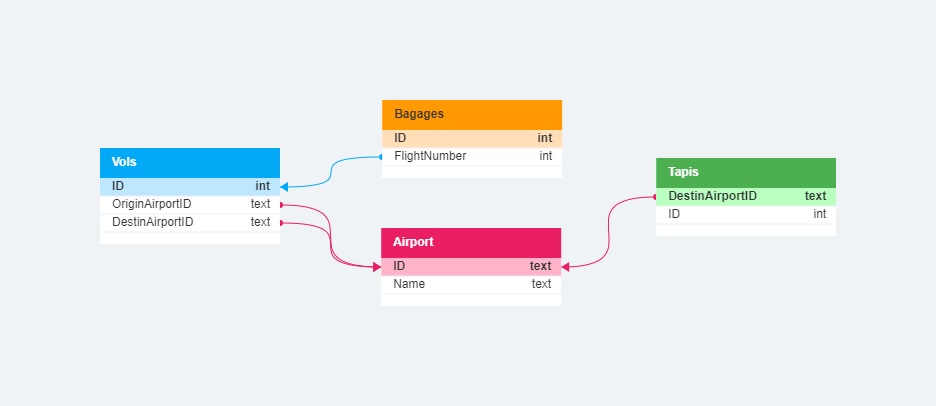 Vols
ID int
OriginAirportID text
DestinAirportID text
Bagages
ID int
FlightNumber int
Airport
ID text
Name text
Tapis
DestinAirportID text
ID int